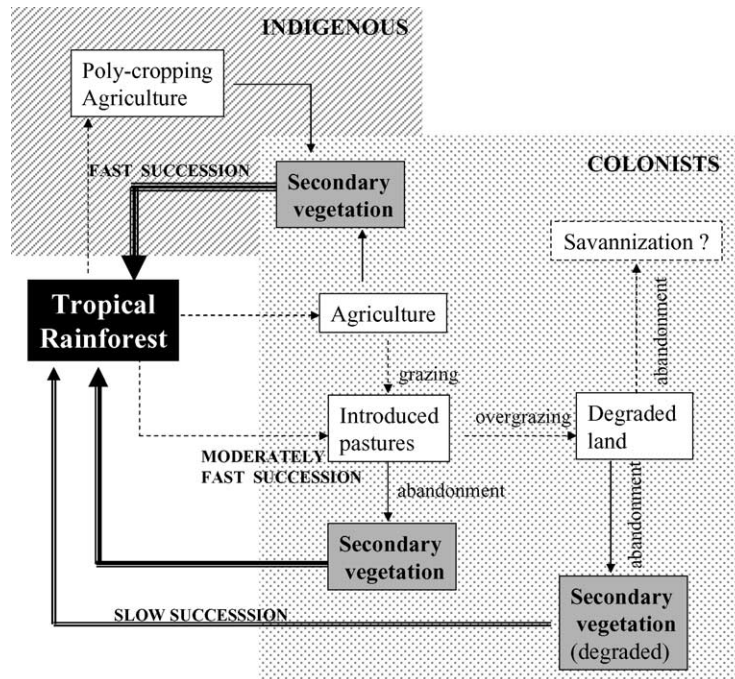 INDIGENOUS
Poly-cropping
Agriculture
COLONISTS
FAST SUCCESSION
Secondary
vegetation
Savannization ?
abandonment
Tropical
Rainforest
Agriculture
grazing
Introduced
pastures
overgrazing
Degraded
land
MODERATELY
FAST SUCCESSION
abandonment
abandonment
Secondary
vegetation
SLOW SUCCESSSION
Secondary
vegetation
(degraded)